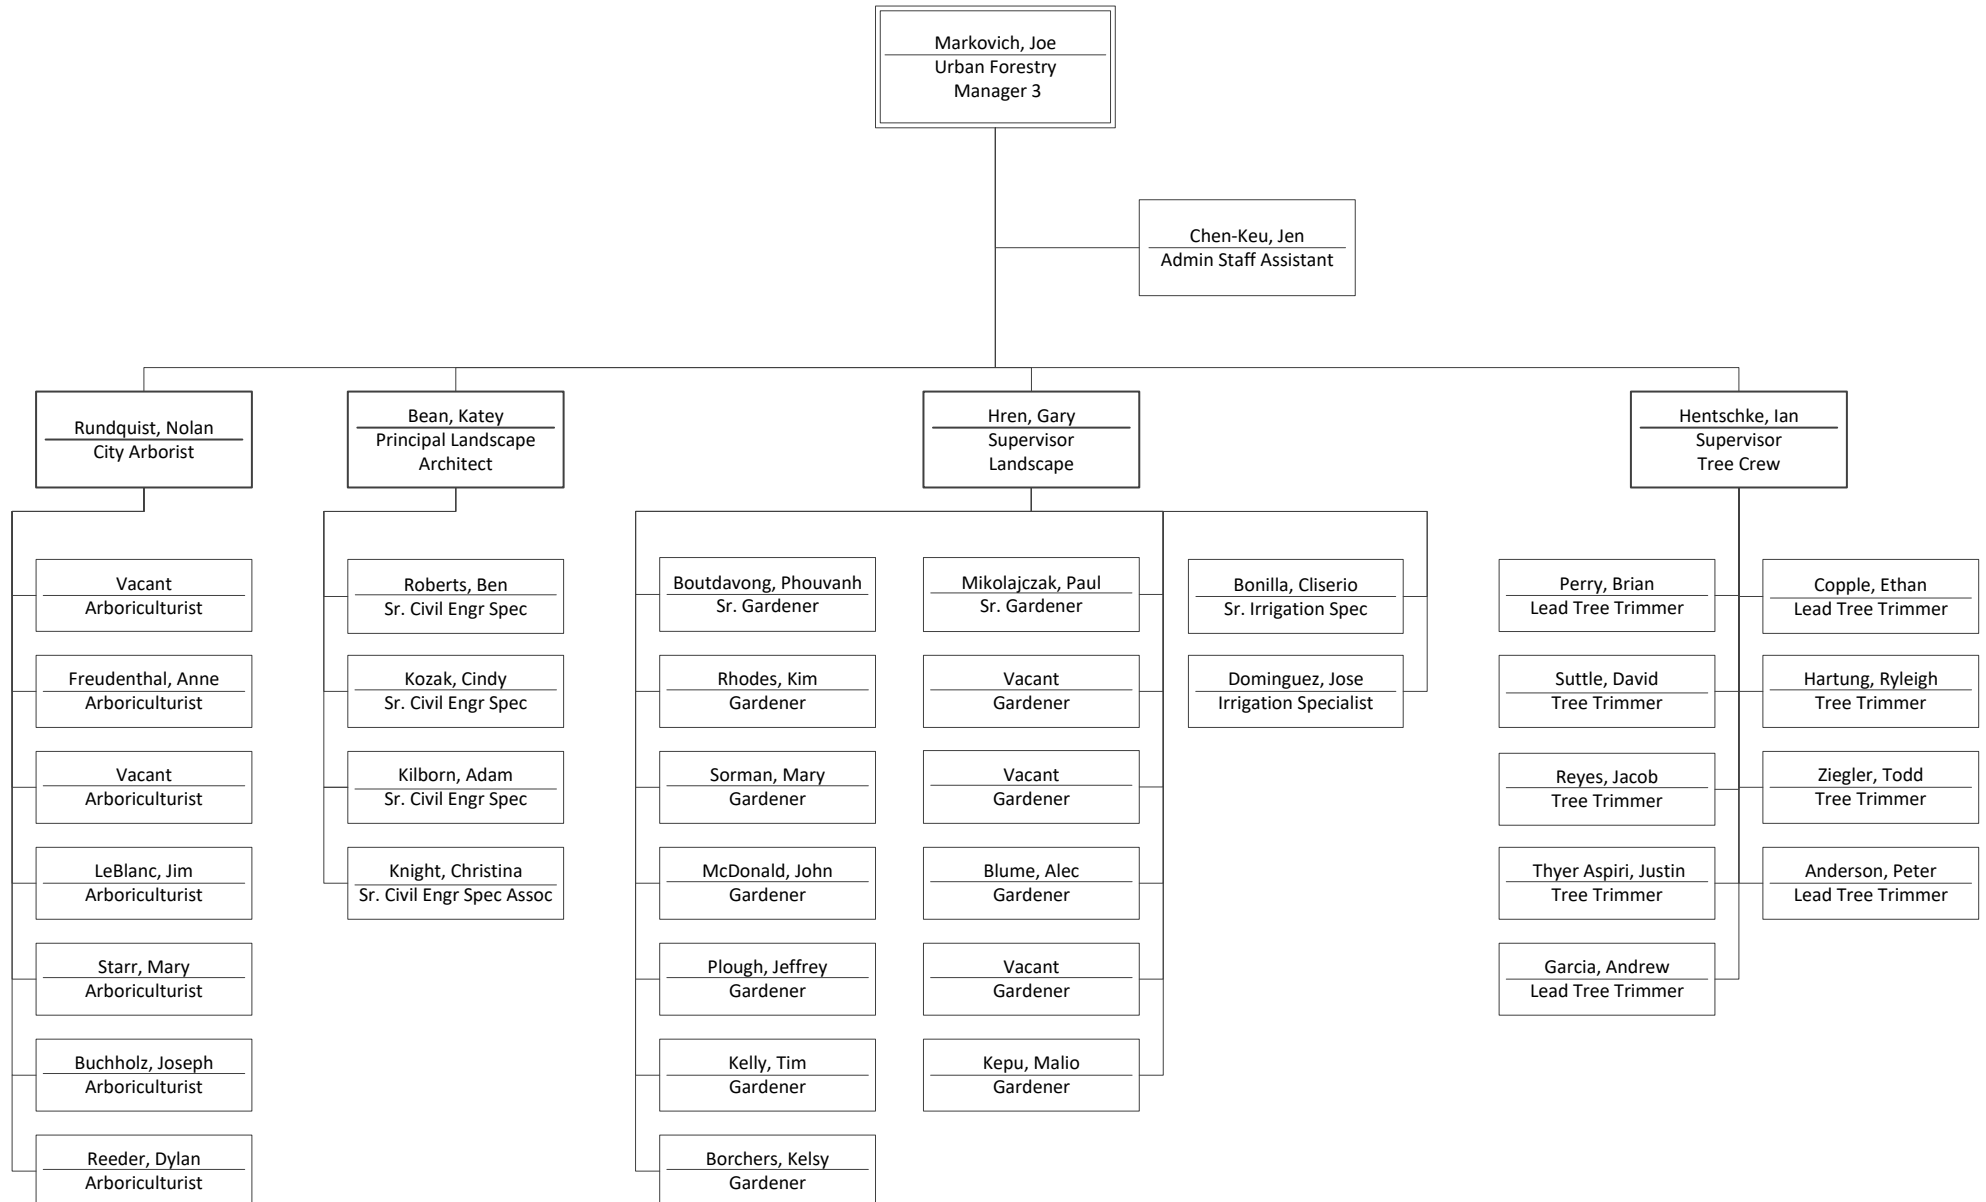 Markovich, Joe
Urban Forestry
Manager 3
Chen-Keu, Jen
Admin Staff Assistant
Rundquist, Nolan
City Arborist
Bean, Katey
Principal Landscape
Architect
Hren, Gary
Supervisor
Landscape
Hentschke, Ian
Supervisor
Tree Crew
Vacant
Arboriculturist
Freudenthal, Anne
Arboriculturist
Vacant
Arboriculturist
LeBlanc, Jim
Arboriculturist
Starr, Mary
Arboriculturist
Buchholz, Joseph
Arboriculturist
Reeder, Dylan
Arboriculturist
Roberts, Ben
Sr. Civil Engr Spec
Kozak, Cindy
Sr. Civil Engr Spec
Kilborn, Adam
Sr. Civil Engr Spec
Knight, Christina
Sr. Civil Engr Spec Assoc
Boutdavong, Phouvanh
Sr. Gardener
Rhodes, Kim
Gardener
Sorman, Mary
Gardener
McDonald, John
Gardener
Plough, Jeffrey
Gardener
Kelly, Tim
Gardener
Borchers, Kelsy
Gardener
Mikolajczak, Paul
Sr. Gardener
Vacant
Gardener
Vacant
Gardener
Blume, Alec
Gardener
Vacant
Gardener
Kepu, Malio
Gardener
Bonilla, Cliserio
Sr. Irrigation Spec
Dominguez, Jose
Irrigation Specialist
Perry, Brian
Lead Tree Trimmer
Suttle, David
Tree Trimmer
Reyes, Jacob
Tree Trimmer
Thyer Aspiri, Justin
Tree Trimmer
Garcia, Andrew
Lead Tree Trimmer
Copple, Ethan
Lead Tree Trimmer
Hartung, Ryleigh
Tree Trimmer
Ziegler, Todd
Tree Trimmer
Anderson, Peter
Lead Tree Trimmer